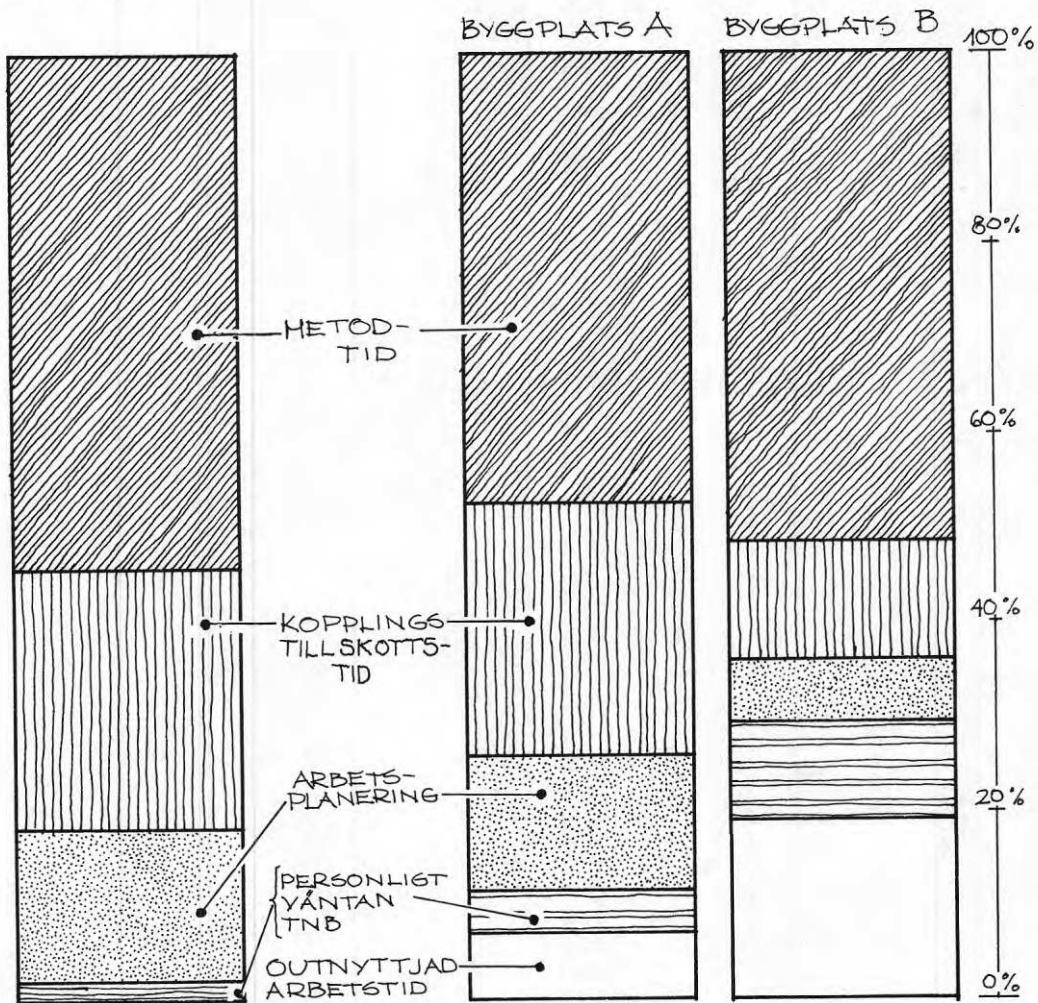 BYGGPLATS A
BYGGPLATS B
100%
80%
METOD-
TID
60%
40%
KOPPLINGS
TILLSKOTTS-
TID
ARBETS-
PLANERING
20%
PERSONLIGT
VÄNTAN
TNB
OUTNYTTJAD
ARBETSTID
0%